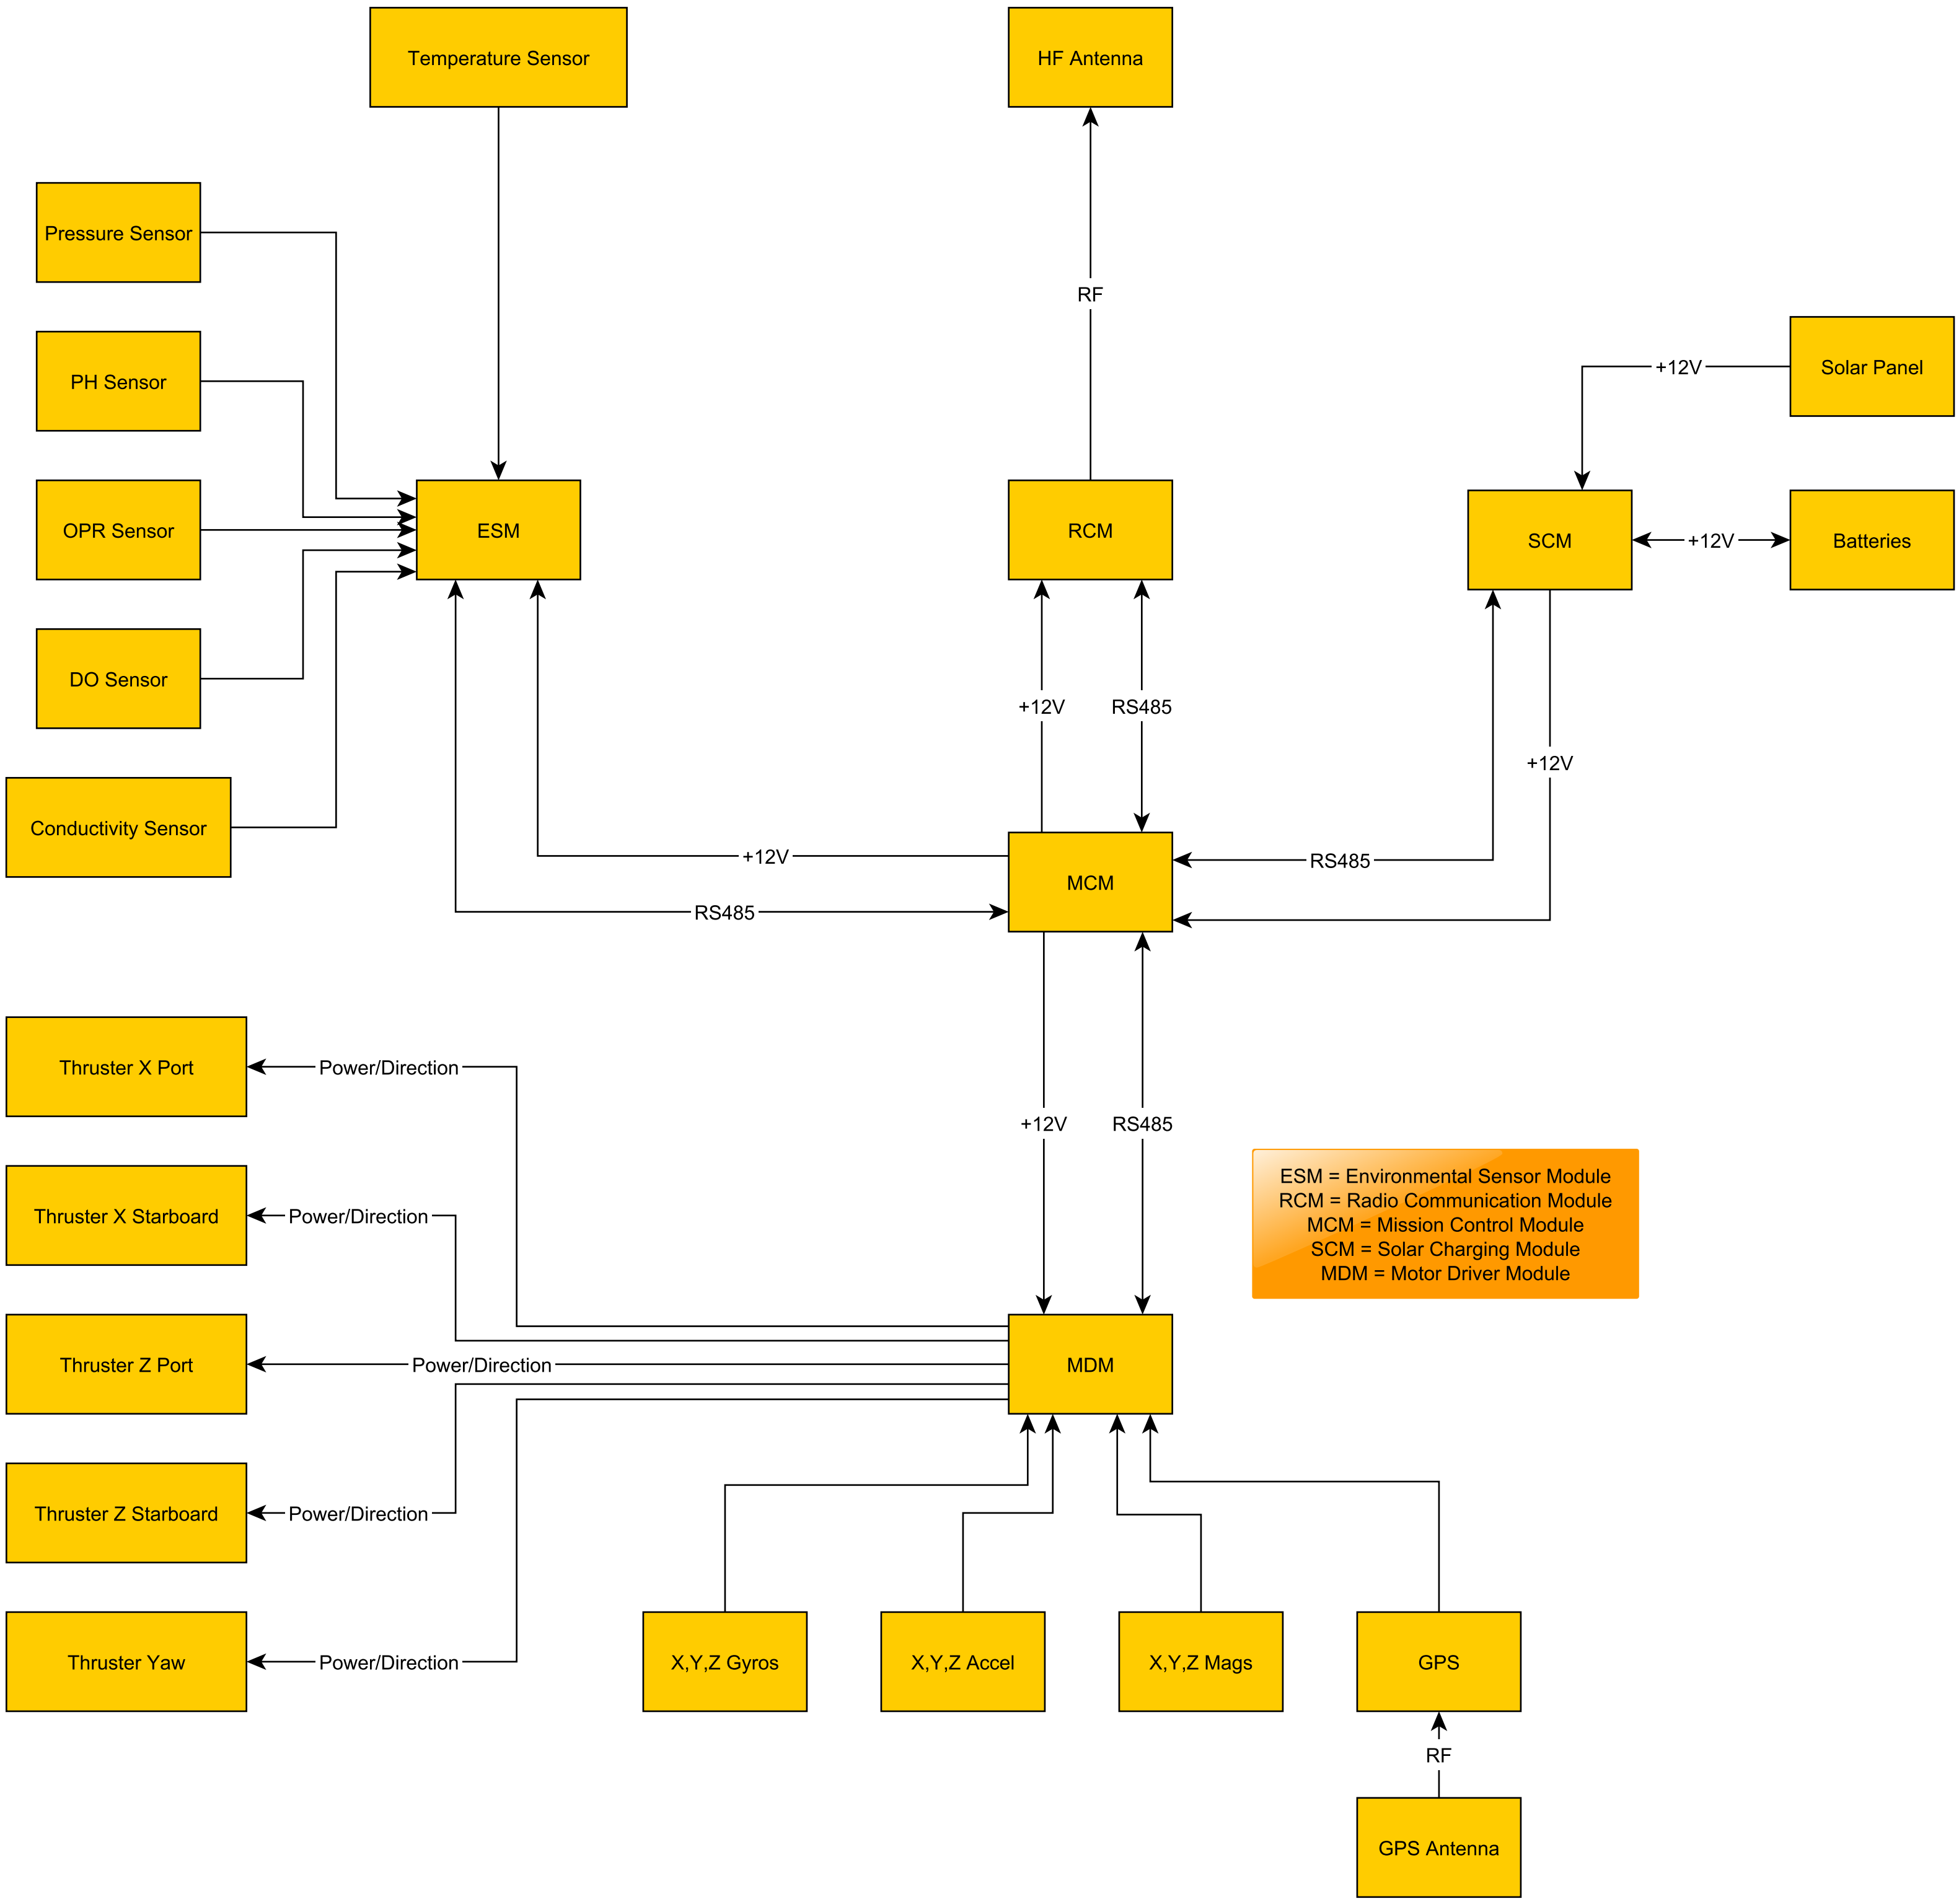 Temperature Sensor
HF Antenna
Pressure Sensor
RF
PH Sensor
+12V
Solar Panel
OPR Sensor
ESM
RCM
SCM
+12V
Batteries
DO Sensor
+12V
RS485
+12V
Conductivity Sensor
+12V
RS485
MCM
RS485
Thruster X Port
Power/Direction
+12V
RS485
ESM = Environmental Sensor Module
RCM = Radio Communication Module
MCM = Mission Control Module
SCM = Solar Charging Module
MDM = Motor Driver Module
Thruster X Starboard
Power/Direction
Thruster Z Port
Power/Direction
MDM
Thruster Z Starboard
Power/Direction
Thruster Yaw
Power/Direction
X,Y,Z Gyros
X,Y,Z Accel
X,Y,Z Mags
GPS
RF
GPS Antenna